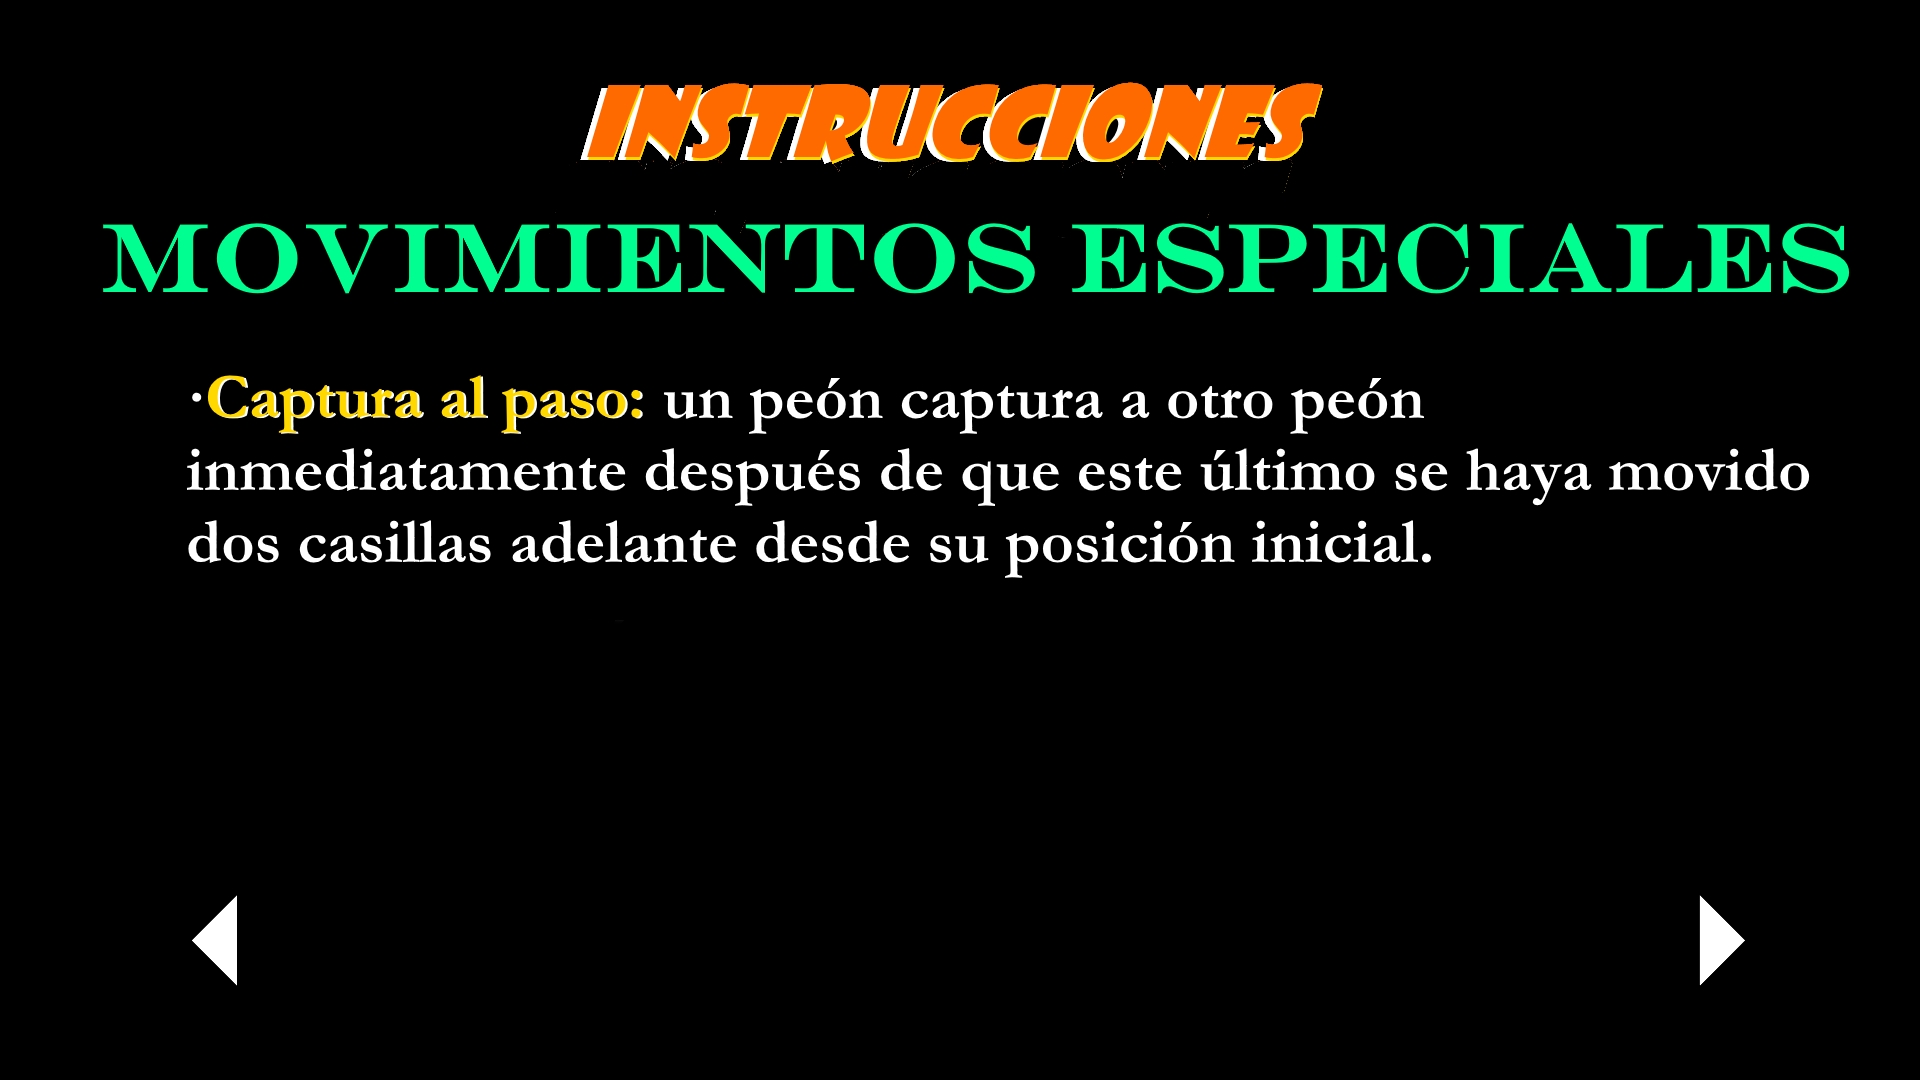 INSTRUCCIONES
MOVIMIENTOS ESPECIALES
·Captura al paso: un peón captura a otro peón
inmediatamente después de que este último se haya movido
dos casillas adelante desde su posición inicial.